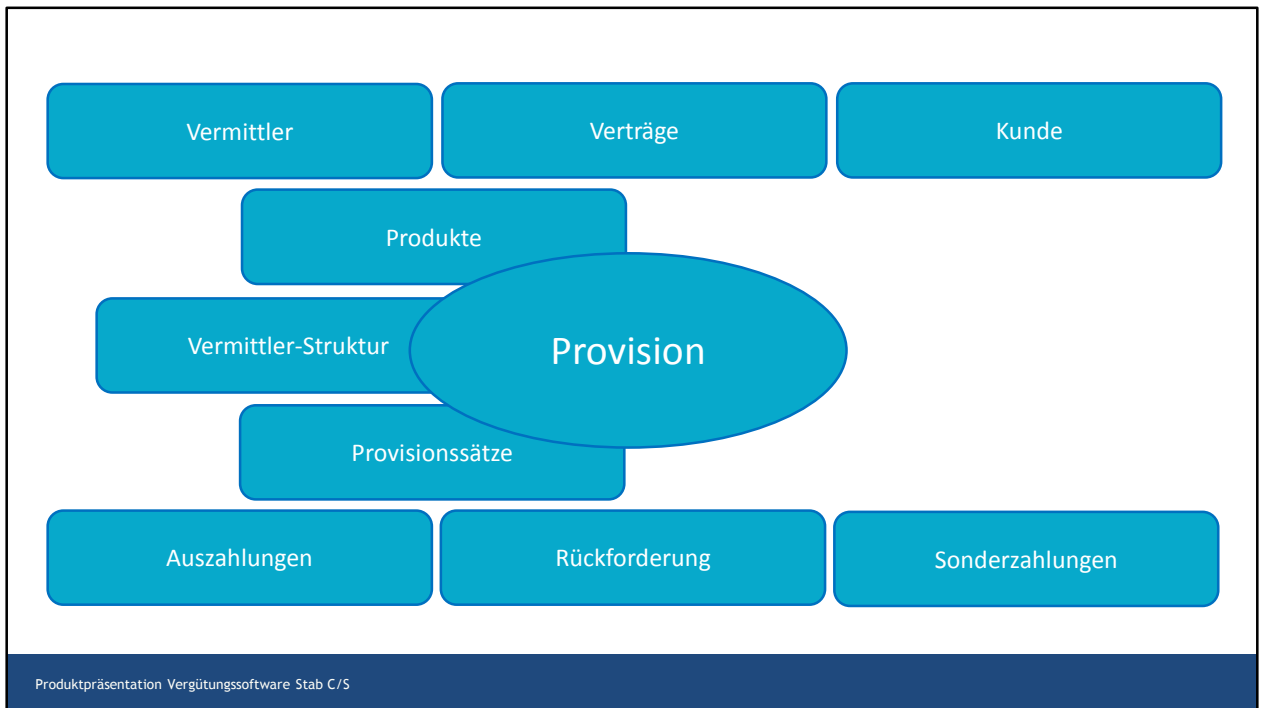 Vermittler
Verträge
Kunde
Produkte
Vermittler-Struktur
Provision
Provisionssätze
Auszahlungen
Rückforderung
Sonderzahlungen
Produktpräsentation Vergütungssoftware Stab C/S